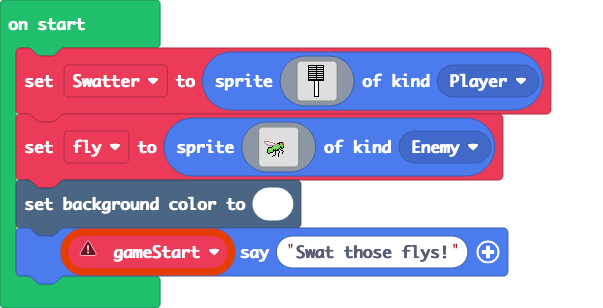 on start
set Swatter to sprite of kind Player
set fly to sprite of kind Enemy
set background color to
gameStart say "Swat those flys!"